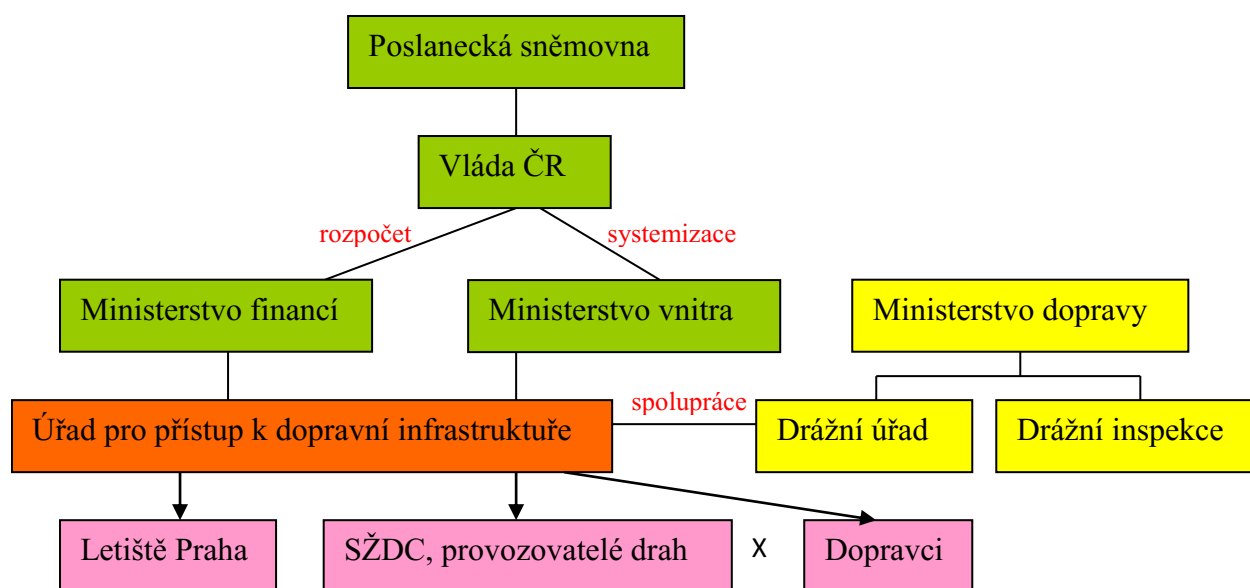 Poslanecká sněmovna
Vláda ČR
rozpočet
systemizace
Ministerstvo financí
Ministerstvo vnitra
Ministerstvo dopravy
Úřad pro přístup k dopravní infrastruktuře
spolupráce
Drážní úřad
Drážní inspekce
Letiště Praha
SŽDC, provozovatelé drah
X
Dopravci